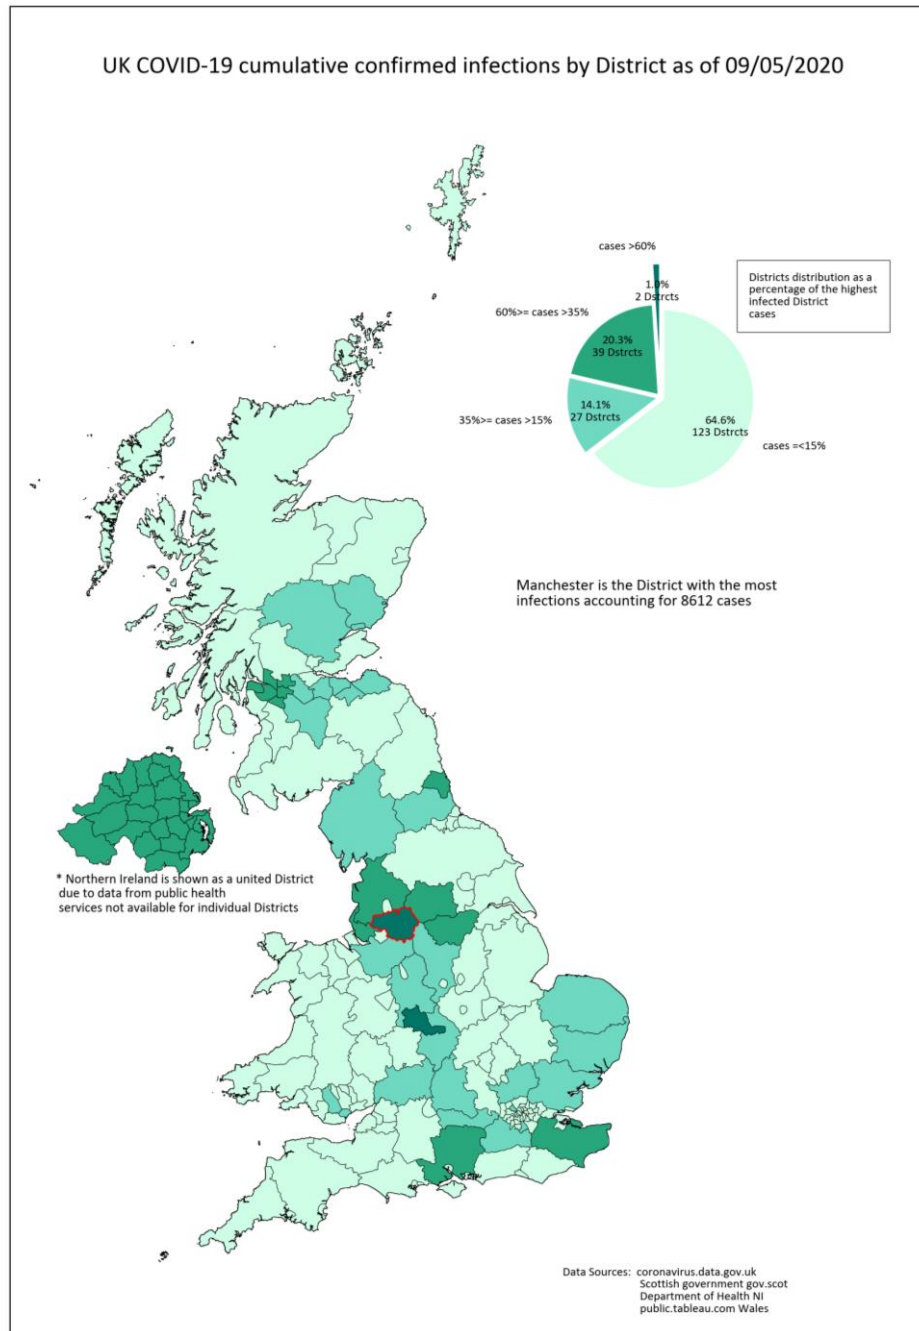 UK COVID-19 cumulative confirmed infections by District as of 09/05/2020
cases >60%
1.0%
2 Dstrcts
Districts distribution as a
percentage of the highest
infected District
cases
60%>= cases >35%
20.3%
39 Dstrcts
35%>= cases >15%
14.1%
27 Dstrcts
64.6%
123 Dstrcts
cases =<15%
Manchester is the District with the most
infections accounting for 8612 cases
* Northern Ireland is shown as a united District
due to data from public health
services not available for individual Districts
Data Sources: coronavirus.data.gov.uk
Scottish government gov.scot
Department of Health NI
public.tableau.com Wales